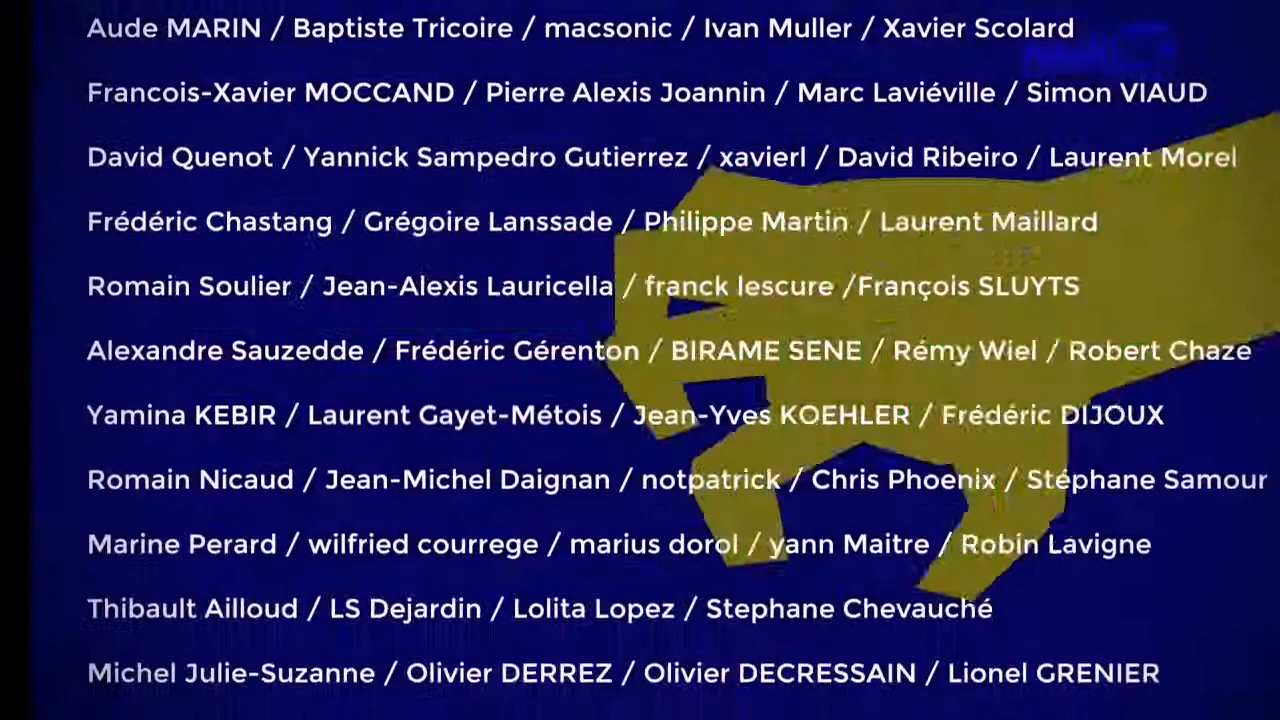 Aude MARIN / Baptiste Tricoire / macsonic / Ivan Muller / Xavier Scolard
Francois-Xavier MOCCAND / Pierre Alexis Joannin / Marc Laviéville / Simon VIAUD
David Quenot / Yannick Sampedro Gutierrez / xavierl / David Ribeiro / Laurent Morel
Frédéric Chastang / Grégoire Lanssade / Philippe Martin / Laurent Maillard
Romain Soulier / Jean-Alexis Lauricella / franck lescure /François SLUYTS
Alexandre Sauzedde / Frédéric Gérenton / BIRAME SENE / Rémy Wiel / Robert Chaze
Yamina KEBIR / Laurent Gayet-Métois / Jean-Yves KOEHLER / Frédéric DIJOUX
Romain Nicaud / Jean-Michel Daignan / notpatrick / Chris Phoenix / Stéphane Samour
Marine Perard / wilfried courrege / marius dorol / yann Maitre / Robin Lavigne
Thibault Ailloud / LS Dejardin / Lolita Lopez / Stephane Chevauché
Michel Julie-Suzanne / Olivier DERREZ / Olivier DECRESSAIN / Lionel GRENIER